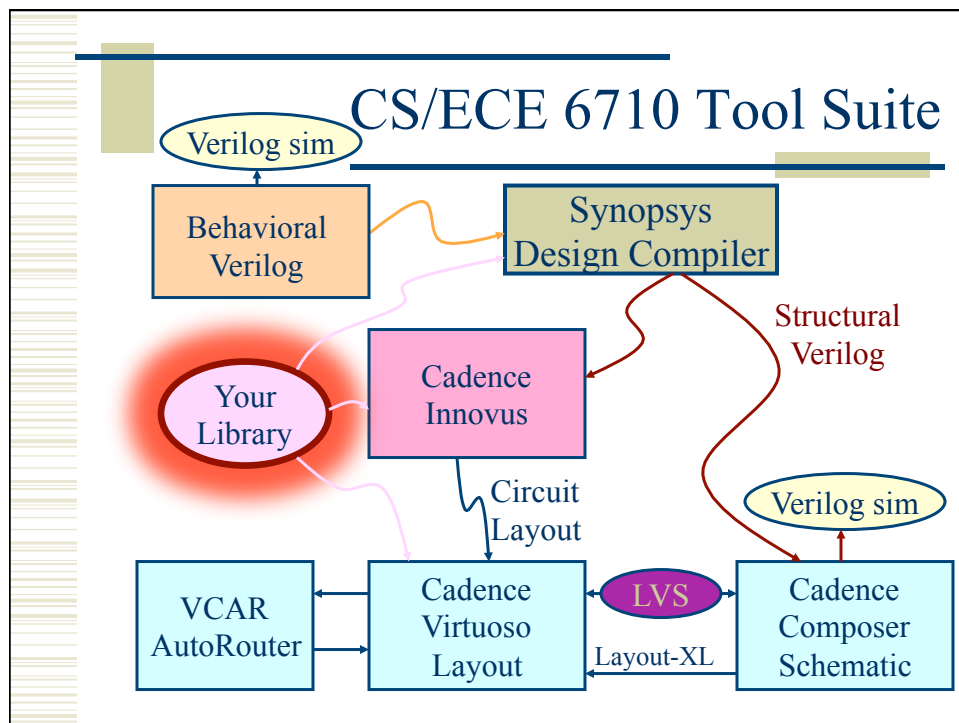 CS/ECE 6710 Tool Suite
Verilog sim
Behavioral
Verilog
Synopsys
Design Compiler
Structural
Verilog
Your
Library
Cadence
Innovus
Circuit
Layout
Verilog sim
VCAR
AutoRouter
Cadence
Virtuoso
Layout
LVS
Layout-XL
Cadence
Composer
Schematic